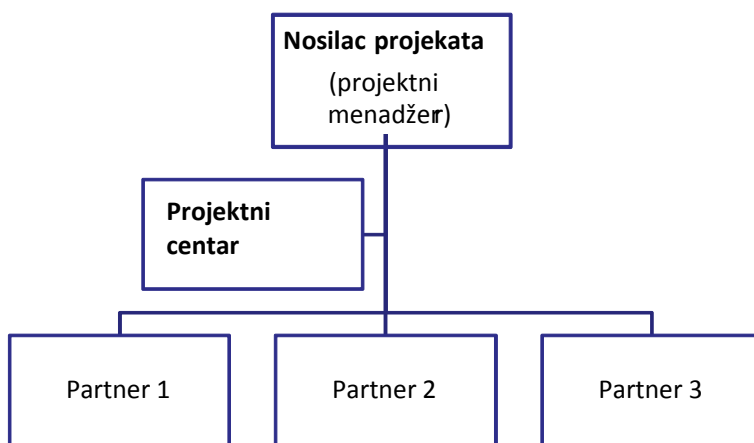 Nosilac projekata
(projektni
menadžer)
Projektni
centar
Partner 1
Partner 2
Partner 3